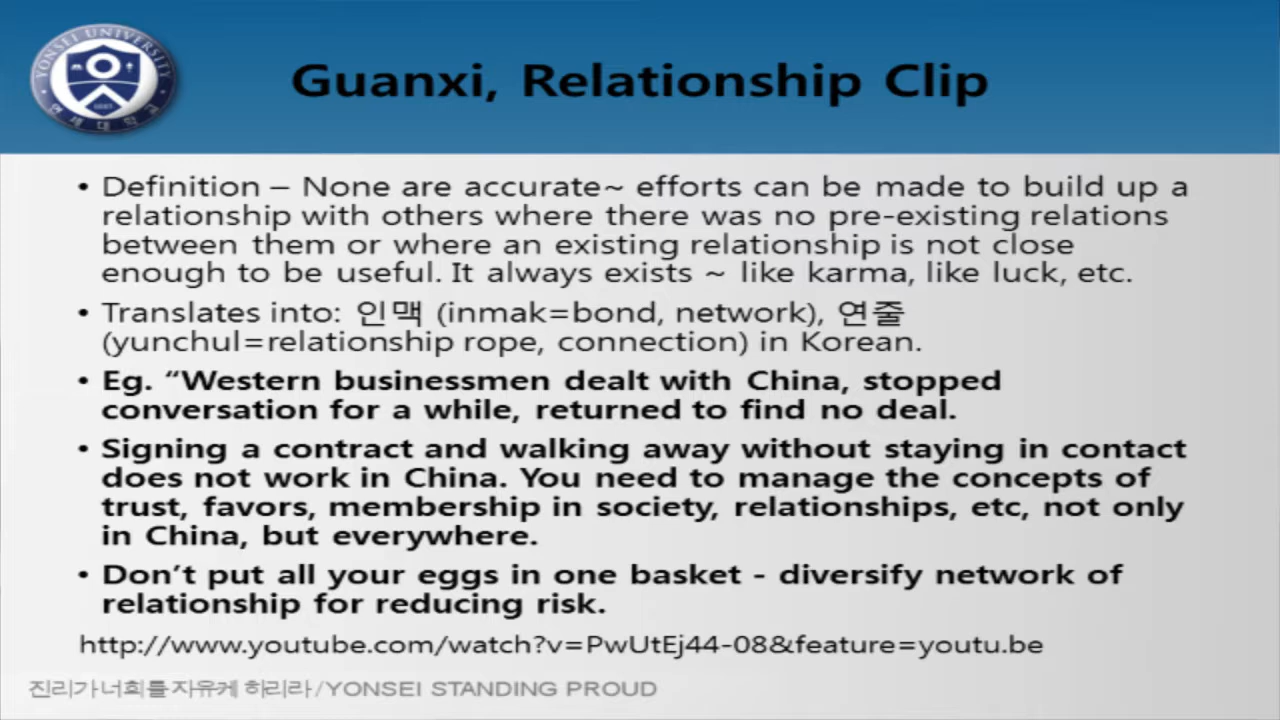 YONSEI UNIVERSITY
연세대학교
Guanxi, Relationship Clip
• Definition – None are accurate~ efforts can be made to build up a
relationship with others where there was no pre-existing relations
between them or where an existing relationship is not close
enough to be useful. It always exists ~ like karma, like luck, etc.
• Translates into: 인맥 (inmak=bond, network), 연줄
(yunchul=relationship rope, connection) in Korean.
• Eg. “Western businessmen dealt with China, stopped
conversation for a while, returned to find no deal.
• Signing a contract and walking away without staying in contact
does not work in China. You need to manage the concepts of
trust, favors, membership in society, relationships, etc, not only
in China, but everywhere.
• Don’t put all your eggs in one basket - diversify network of
relationship for reducing risk.
http://www.youtube.com/watch?v=PwUtEj44-08&feature=youtu.be
진리가너희를자유케 하리라/YONSEI STANDING PROUD